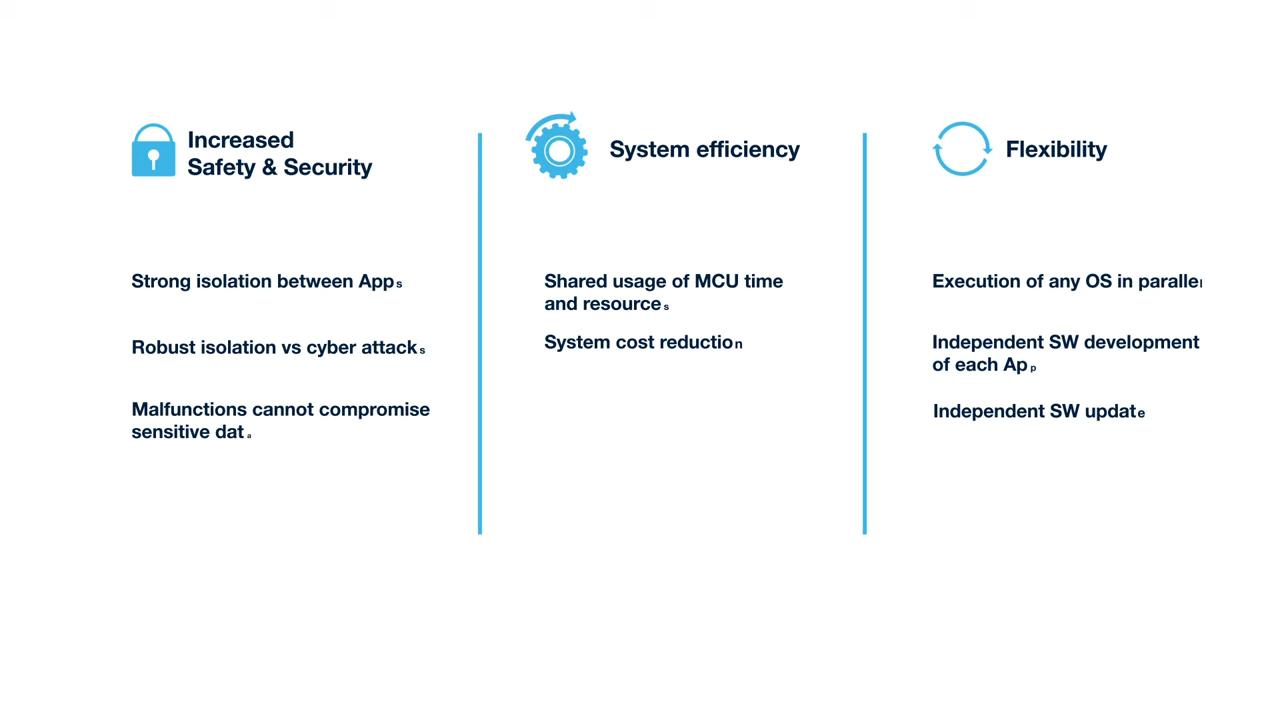 Increased
Safety & Security
Strong isolation between Apps
Robust isolation vs cyber attacks
Malfunctions cannot compromise
sensitive data
System efficiency
Shared usage of MCU time
and resources
System cost reduction
Flexibility
Execution of any OS in parallel
Independent SW development
of each App
Independent SW update